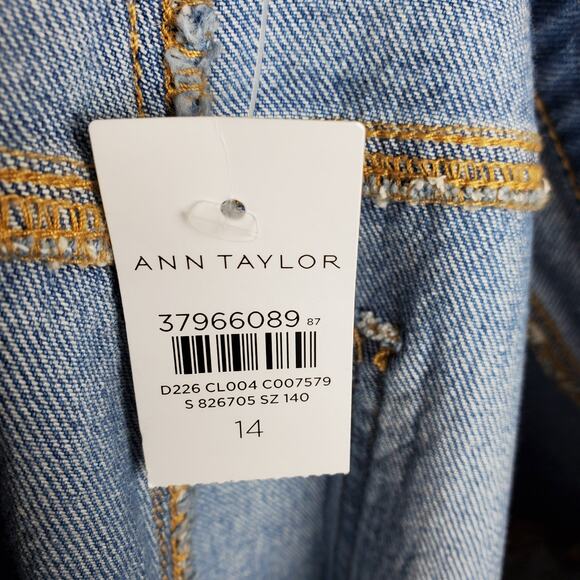 ANN TAYLOR
37966089 87
D226 CL004 C007579
S 826705 SZ 140
14